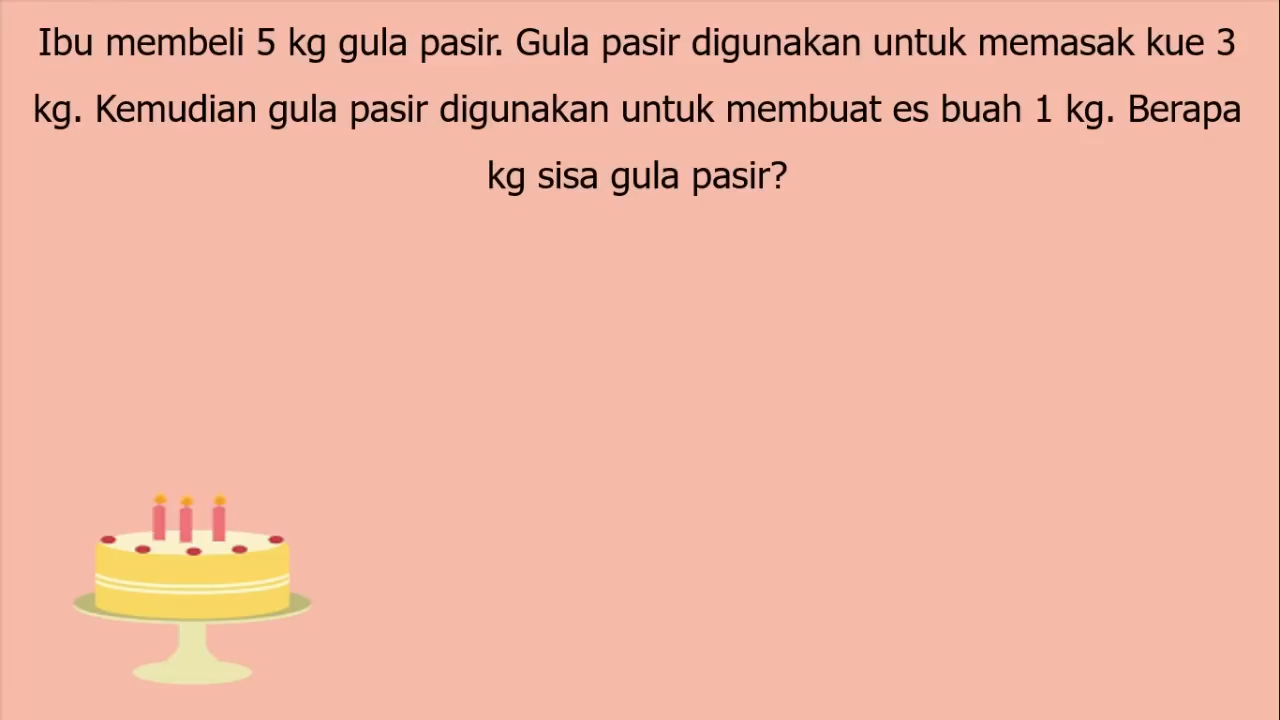 Ibu membeli 5 kg gula pasir. Gula pasir digunakan untuk memasak kue 3
kg. Kemudian gula pasir digunakan untuk membuat es buah 1 kg. Berapa
kg sisa gula pasir?